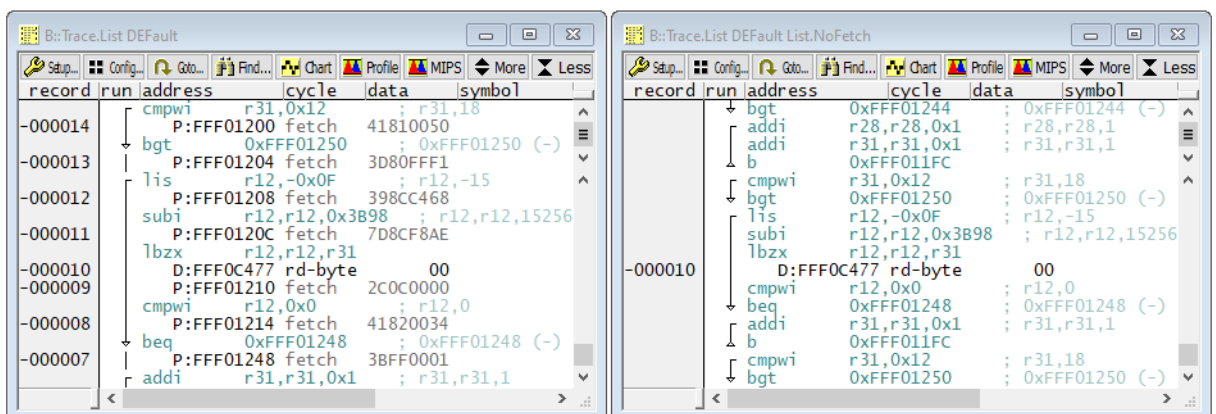 B::Trace.List DEFault
Setup... Config... Goto... Find... Chart Profile MIPS More Less
record run address cycle data symbol
cmpwi r31,0x12 ; r31,18
-000014 P:FFF01200 fetch 41810050
bgt 0xFFF01250 ; 0xFFF01250 (-)
-000013 P:FFF01204 fetch 3D80FFF1
lis r12,-0x0F ; r12,-15
-000012 P:FFF01208 fetch 398CC468
subi r12,r12,0x3B98 ; r12,r12,15256
-000011 P:FFF0120C fetch 7D8CF8AE
lbzx r12,r12,r31
-000010 D:FFF0C477 rd-byte 00
-000009 P:FFF01210 fetch 2C0C0000
cmpwi r12,0x0 ; r12,0
-000008 P:FFF01214 fetch 41820034
beq 0xFFF01248 ; 0xFFF01248 (-)
-000007 P:FFF01248 fetch 3BFF0001
addi r31,r31,0x1 ; r31,r31,1
B::Trace.List DEFault List.NoFetch
Setup... Config... Goto... Find... Chart Profile MIPS More Less
record run address cycle data symbol
bgt 0xFFF01244 ; 0xFFF01244 (-)
addi r28,r28,0x1 ; r28,r28,1
addi r31,r31,0x1 ; r31,r31,1
b 0xFFF011FC
cmpwi r31,0x12 ; r31,18
bgt 0xFFF01250 ; 0xFFF01250 (-)
lis r12,-0x0F ; r12,-15
subi r12,r12,0x3B98 ; r12,r12,15256
lbzx r12,r12,r31
-000010 D:FFF0C477 rd-byte 00
cmpwi r12,0x0 ; r12,0
beq 0xFFF01248 ; 0xFFF01248 (-)
addi r31,r31,0x1 ; r31,r31,1
b 0xFFF011FC
cmpwi r31,0x12 ; r31,18
bgt 0xFFF01250 ; 0xFFF01250 (-)